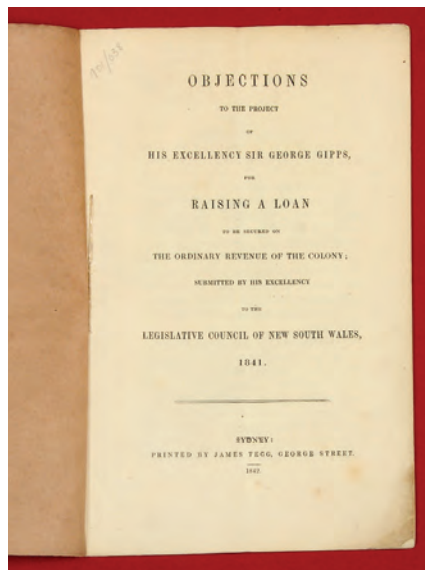 OBJECTIONS
TO THE PROJECT
OF
HIS EXCELLENCY SIR GEORGE GIPPS,
FOR
RAISING A LOAN
TO BE SECURED ON
THE ORDINARY REVENUE OF THE COLONY;
SUBMITTED BY HIS EXCELLENCY
TO THE
LEGISLATIVE COUNCIL OF NEW SOUTH WALES,
1841.
SYDNEY:
PRINTED BY JAMES TEGG, GEORGE STREET.